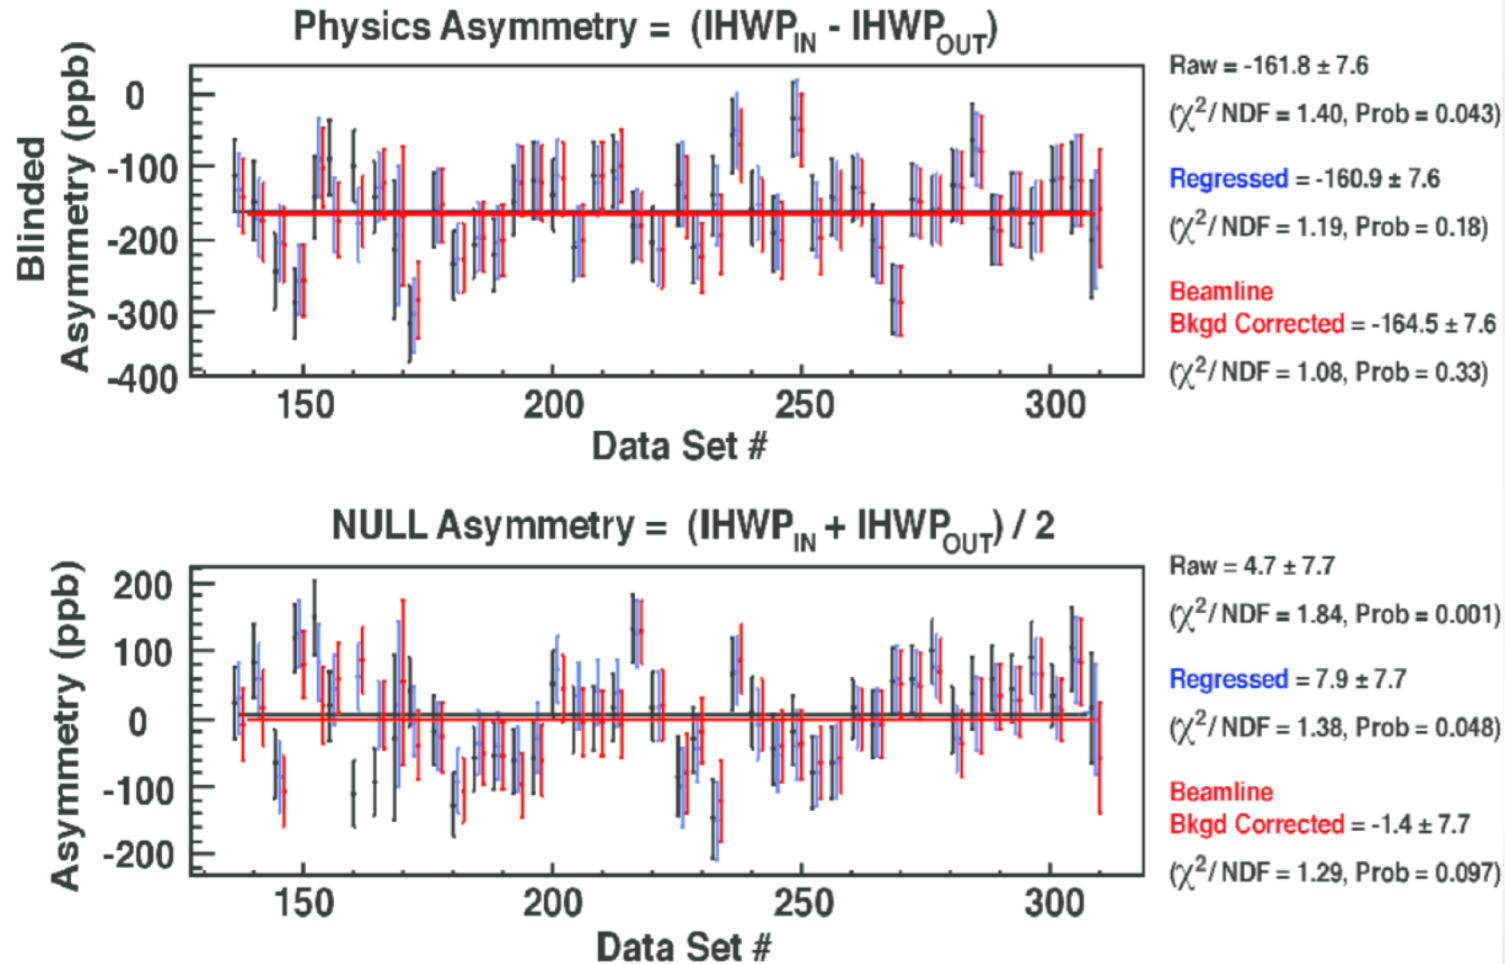 Physics Asymmetry = (IHWP_IN - IHWP_OUT)
Blinded
Asymmetry (ppb)
0
-100
-200
-300
-400
150 200 250 300
Data Set #
Raw = -161.8 ± 7.6
(χ²/ NDF = 1.40, Prob = 0.043)
Regressed = -160.9 ± 7.6
(χ²/ NDF = 1.19, Prob = 0.18)
Beamline
Bkgd Corrected = -164.5 ± 7.6
(χ²/ NDF = 1.08, Prob = 0.33)
NULL Asymmetry = (IHWP_IN + IHWP_OUT) / 2
Asymmetry (ppb)
200
100
0
-100
-200
150 200 250 300
Data Set #
Raw = 4.7 ± 7.7
(χ²/ NDF = 1.84, Prob = 0.001)
Regressed = 7.9 ± 7.7
(χ²/ NDF = 1.38, Prob = 0.048)
Beamline
Bkgd Corrected = -1.4 ± 7.7
(χ²/ NDF = 1.29, Prob = 0.097)